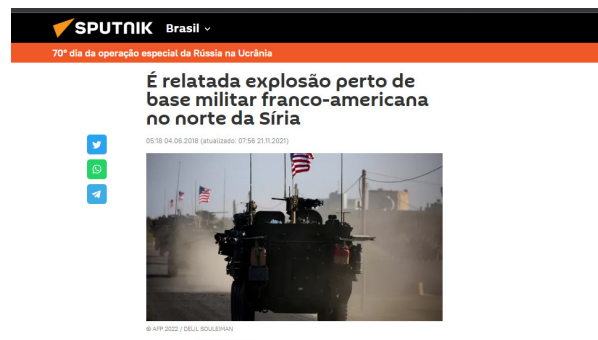 SPUTNIK Brasil
70º dia da operação especial da Rússia na Ucrânia
É relatada explosão perto de
base militar franco-americana
no norte da Síria
05:18 04.06.2018 (atualizado: 07:56 21.11.2021)
© AFP 2022 / DELIL SOULEIMAN